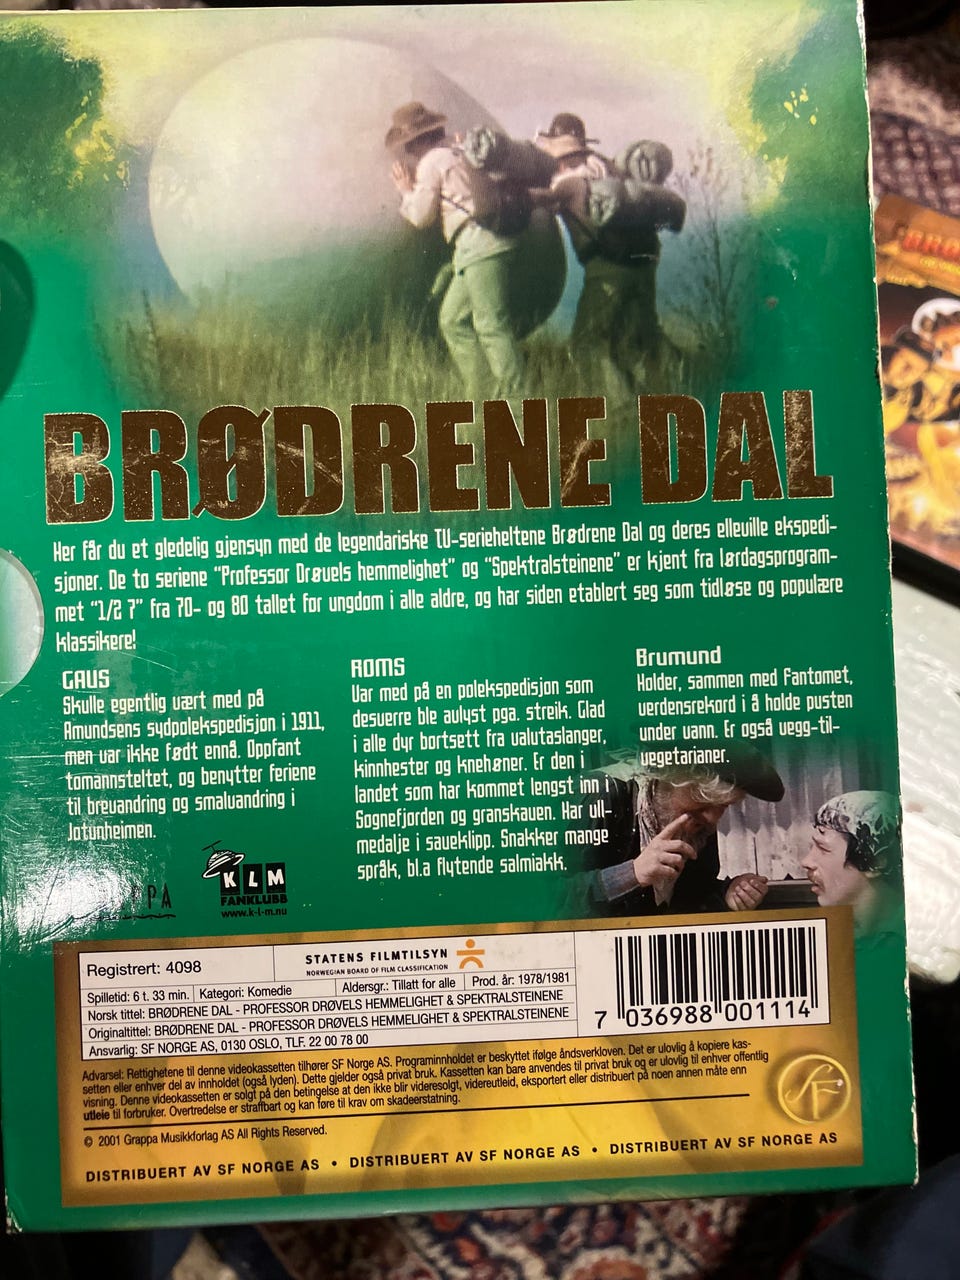 BRØDRENE DAL
Her får du et gledelig gjensyn med de legendariske TV-serieheltene Brødrene Dal og deres elleville ekspedi-
sjoner. De to seriene "Professor Drøvels hemmelighet" og "Spektralsteinene" er kjent fra lørdagsprogram-
met "1/2 7" fra 70- og 80 tallet for ungdom i alle aldre, og har siden etablert seg som tidløse og populære
klassikere!
GAUS
Skulle egentlig vært med på
Amundsens sydpolekspedisjon i 1911,
men var ikke født ennå. Oppfant
tomannsteltet, og benytter feriene
til brevandring og smalvandring i
Jotunheimen.
ROMS
Var med på en polekspedisjon som
desverre ble avlyst pga. streik. Glad
i alle dyr bortsett fra valutaslanger,
kinnhester og knehøner. Er den i
landet som har kommet lengst inn i
Sognefjorden og granskauen. Har ull-
medalje i saueklipp. Snakker mange
språk, bl.a flytende salmiakk.
Brumund
Holder, sammen med Fantomet,
verdensrekord i å holde pusten
under vann. Er også vegg-til-
vegetarianer.
KLM
FANKLUBB
www.k-l-m.nu
Registrert: 4098
STATENS FILMTILSYN
NORWEGIAN BOARD OF FILM CLASSIFICATION
Spilletid: 6 t. 33 min. Kategori: Komedie Aldersgr.: Tillatt for alle Prod. år: 1978/1981
Norsk tittel: BRØDRENE DAL - PROFESSOR DRØVELS HEMMELIGHET & SPEKTRALSTEINENE
Originaltittel: BRØDRENE DAL - PROFESSOR DRØVELS HEMMELIGHET & SPEKTRALSTEINENE
Ansvarlig: SF NORGE AS, 0130 OSLO, TLF. 22 00 78 00
7 036988 001114
Advarsel: Rettighetene til denne videokassetten tilhører SF Norge AS. Programinnholdet er beskyttet ifølge åndsverkloven. Det er ulovlig å kopiere kas-
setten eller enhver del av innholdet (også lyden). Dette gjelder også privat bruk. Kassetten kan bare anvendes til privat bruk og er ulovlig til enhver offentlig
visning. Denne videokassetten er solgt på den betingelse at den ikke blir videresolgt, videreutleid, eksportert eller distribuert på noen annen måte enn
utleie til forbruker. Overtredelse er straffbart og kan føre til krav om skadeerstatning.
© 2001 Grappa Musikkforlag AS All Rights Reserved.
SF
DISTRIBUERT AV SF NORGE AS • DISTRIBUERT AV SF NORGE AS • DISTRIBUERT AV SF NORGE AS